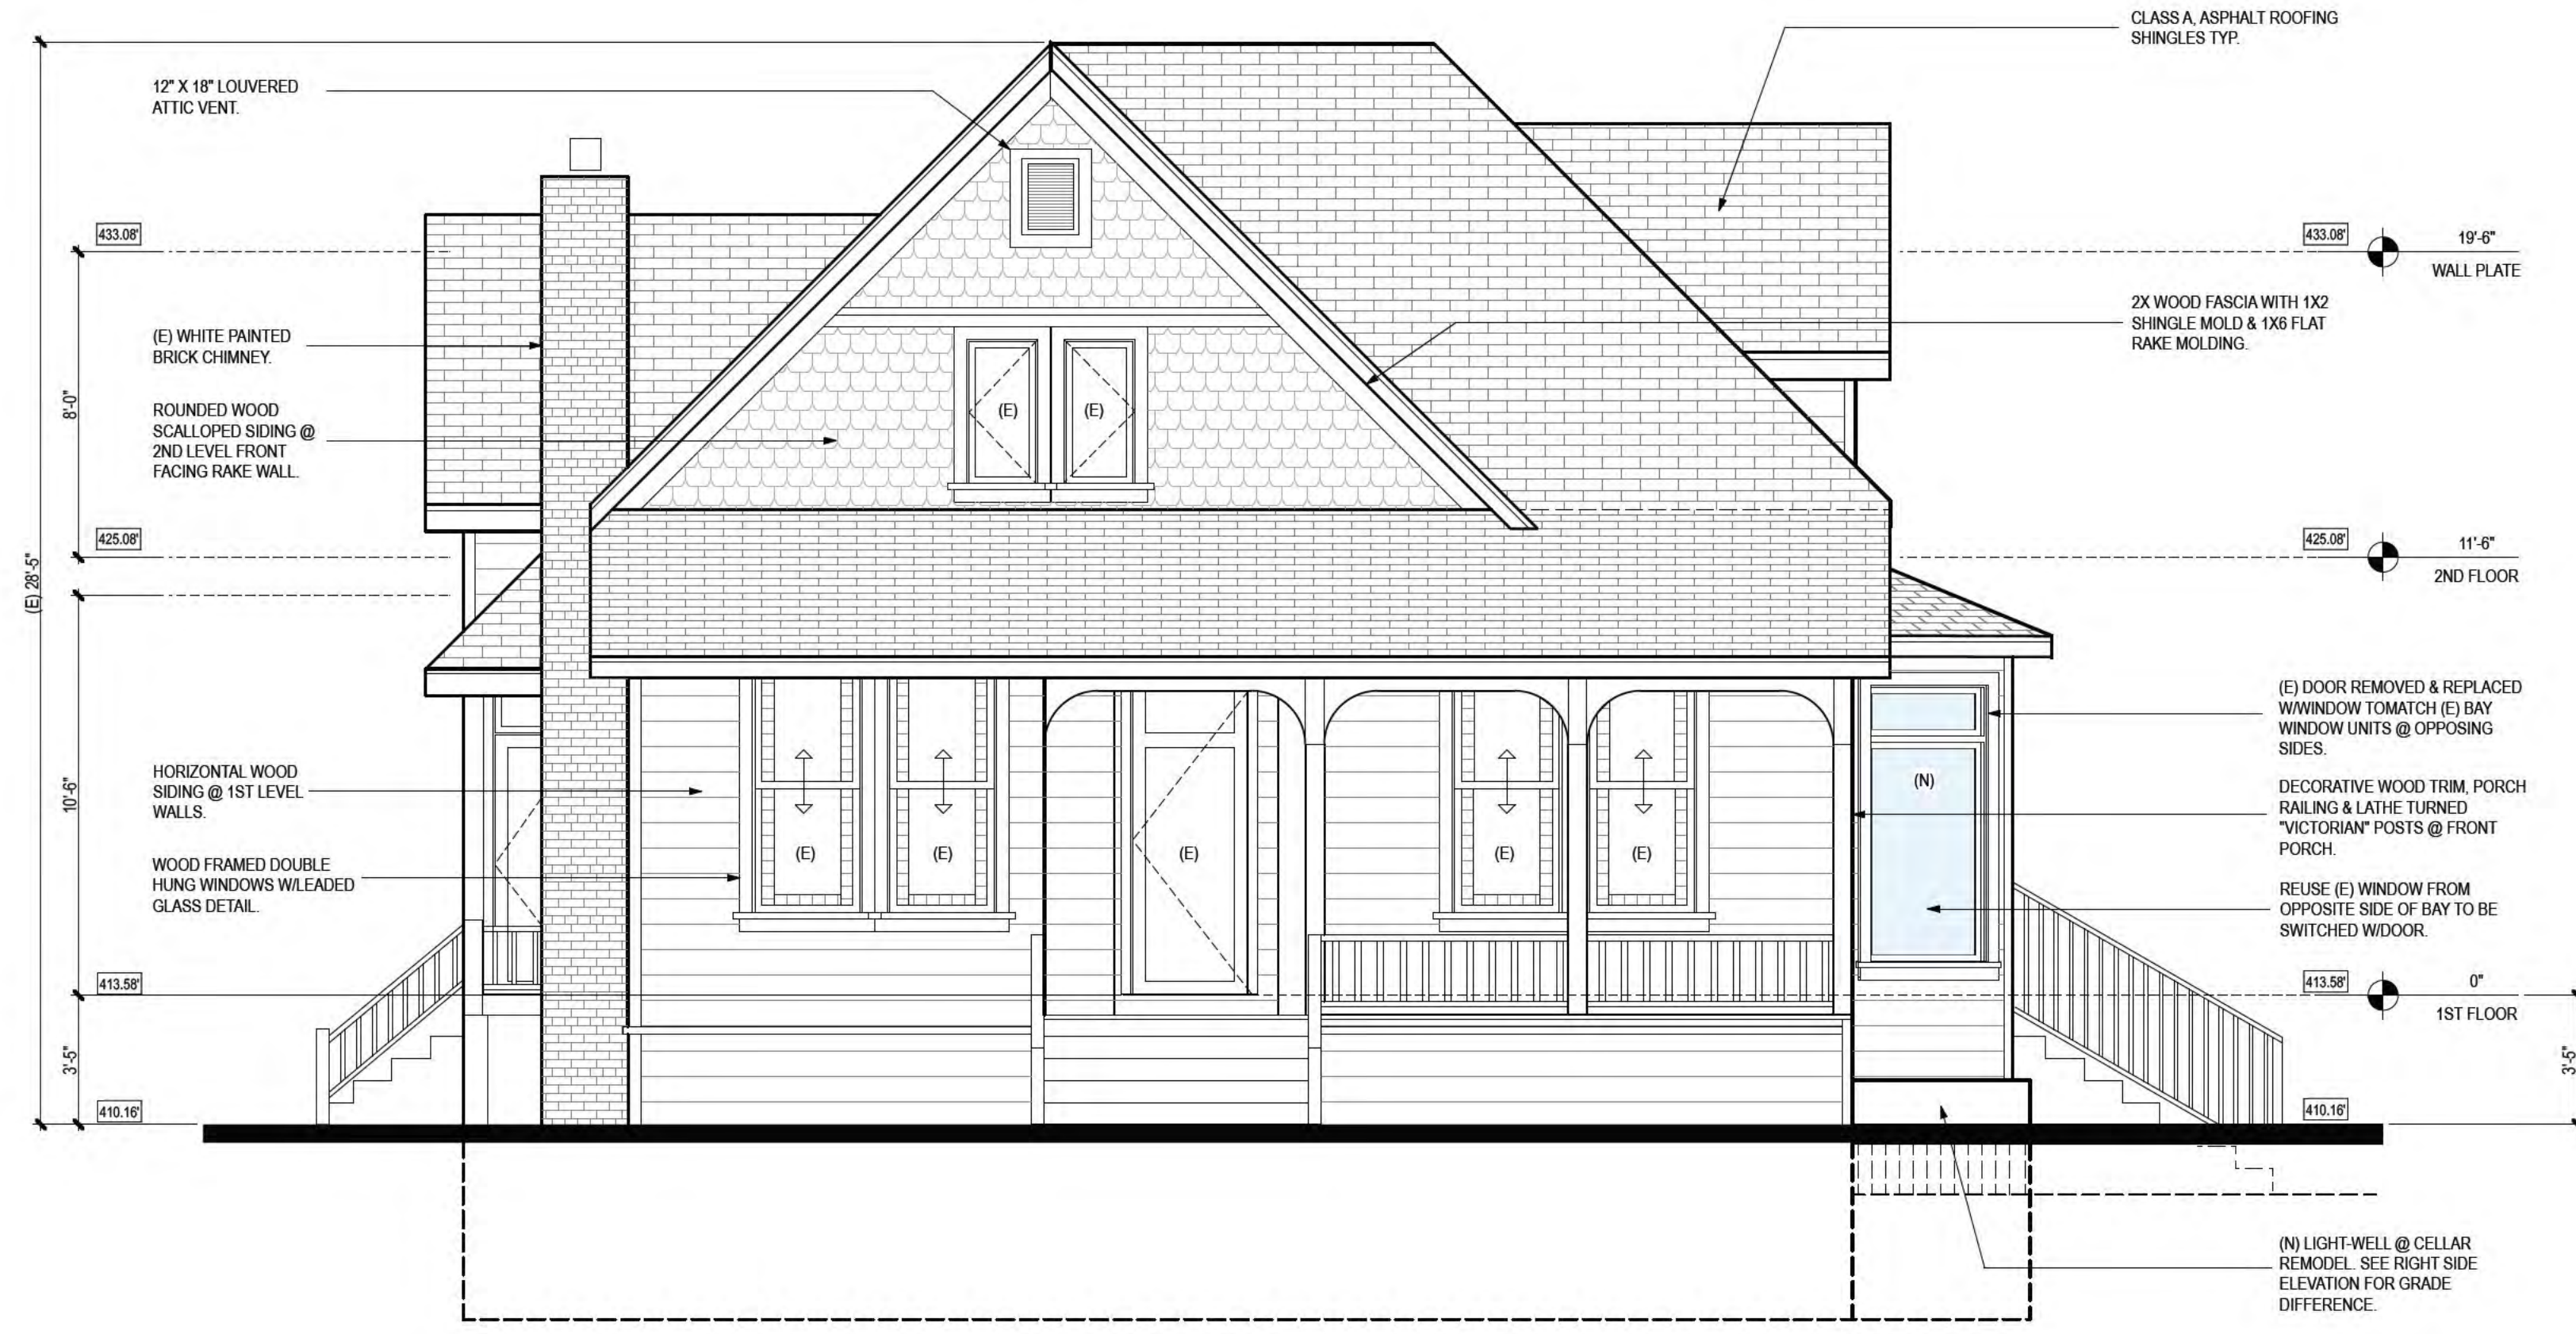 CLASS A, ASPHALT ROOFING
SHINGLES TYP.
12" X 18" LOUVERED
ATTIC VENT.
433.08'
433.08'
19'-6"
WALL PLATE
2X WOOD FASCIA WITH 1X2
SHINGLE MOLD & 1X6 FLAT
RAKE MOLDING.
(E) WHITE PAINTED
BRICK CHIMNEY.
8'-0"
ROUNDED WOOD
SCALLOPED SIDING @
2ND LEVEL FRONT
FACING RAKE WALL.
(E)
(E)
425.08'
425.08'
11'-6"
2ND FLOOR
(E) 28'-5"
(E) DOOR REMOVED & REPLACED
W/WINDOW TOMATCH (E) BAY
WINDOW UNITS @ OPPOSING
SIDES.
HORIZONTAL WOOD
SIDING @ 1ST LEVEL
WALLS.
10'-6"
(N)
DECORATIVE WOOD TRIM, PORCH
RAILING & LATHE TURNED
"VICTORIAN" POSTS @ FRONT
PORCH.
WOOD FRAMED DOUBLE
HUNG WINDOWS W/LEADED
GLASS DETAIL.
(E)
(E)
(E)
(E)
(E)
REUSE (E) WINDOW FROM
OPPOSITE SIDE OF BAY TO BE
SWITCHED W/DOOR.
413.58'
413.58'
0"
1ST FLOOR
3'-5"
3'-5"
410.16'
410.16'
(N) LIGHT-WELL @ CELLAR
REMODEL. SEE RIGHT SIDE
ELEVATION FOR GRADE
DIFFERENCE.